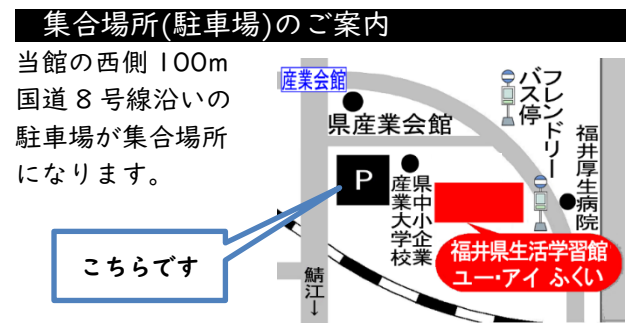 集合場所(駐車場)のご案内
当館の西側100m
国道8号線沿いの
駐車場が集合場所
になります。
こちらです
産業会館
県産業会館
P
県中小企業
産業大学校
フレンドリー
バス停
福井厚生病院
福井県生活学習館
ユー・アイ ふくい
鯖江↓